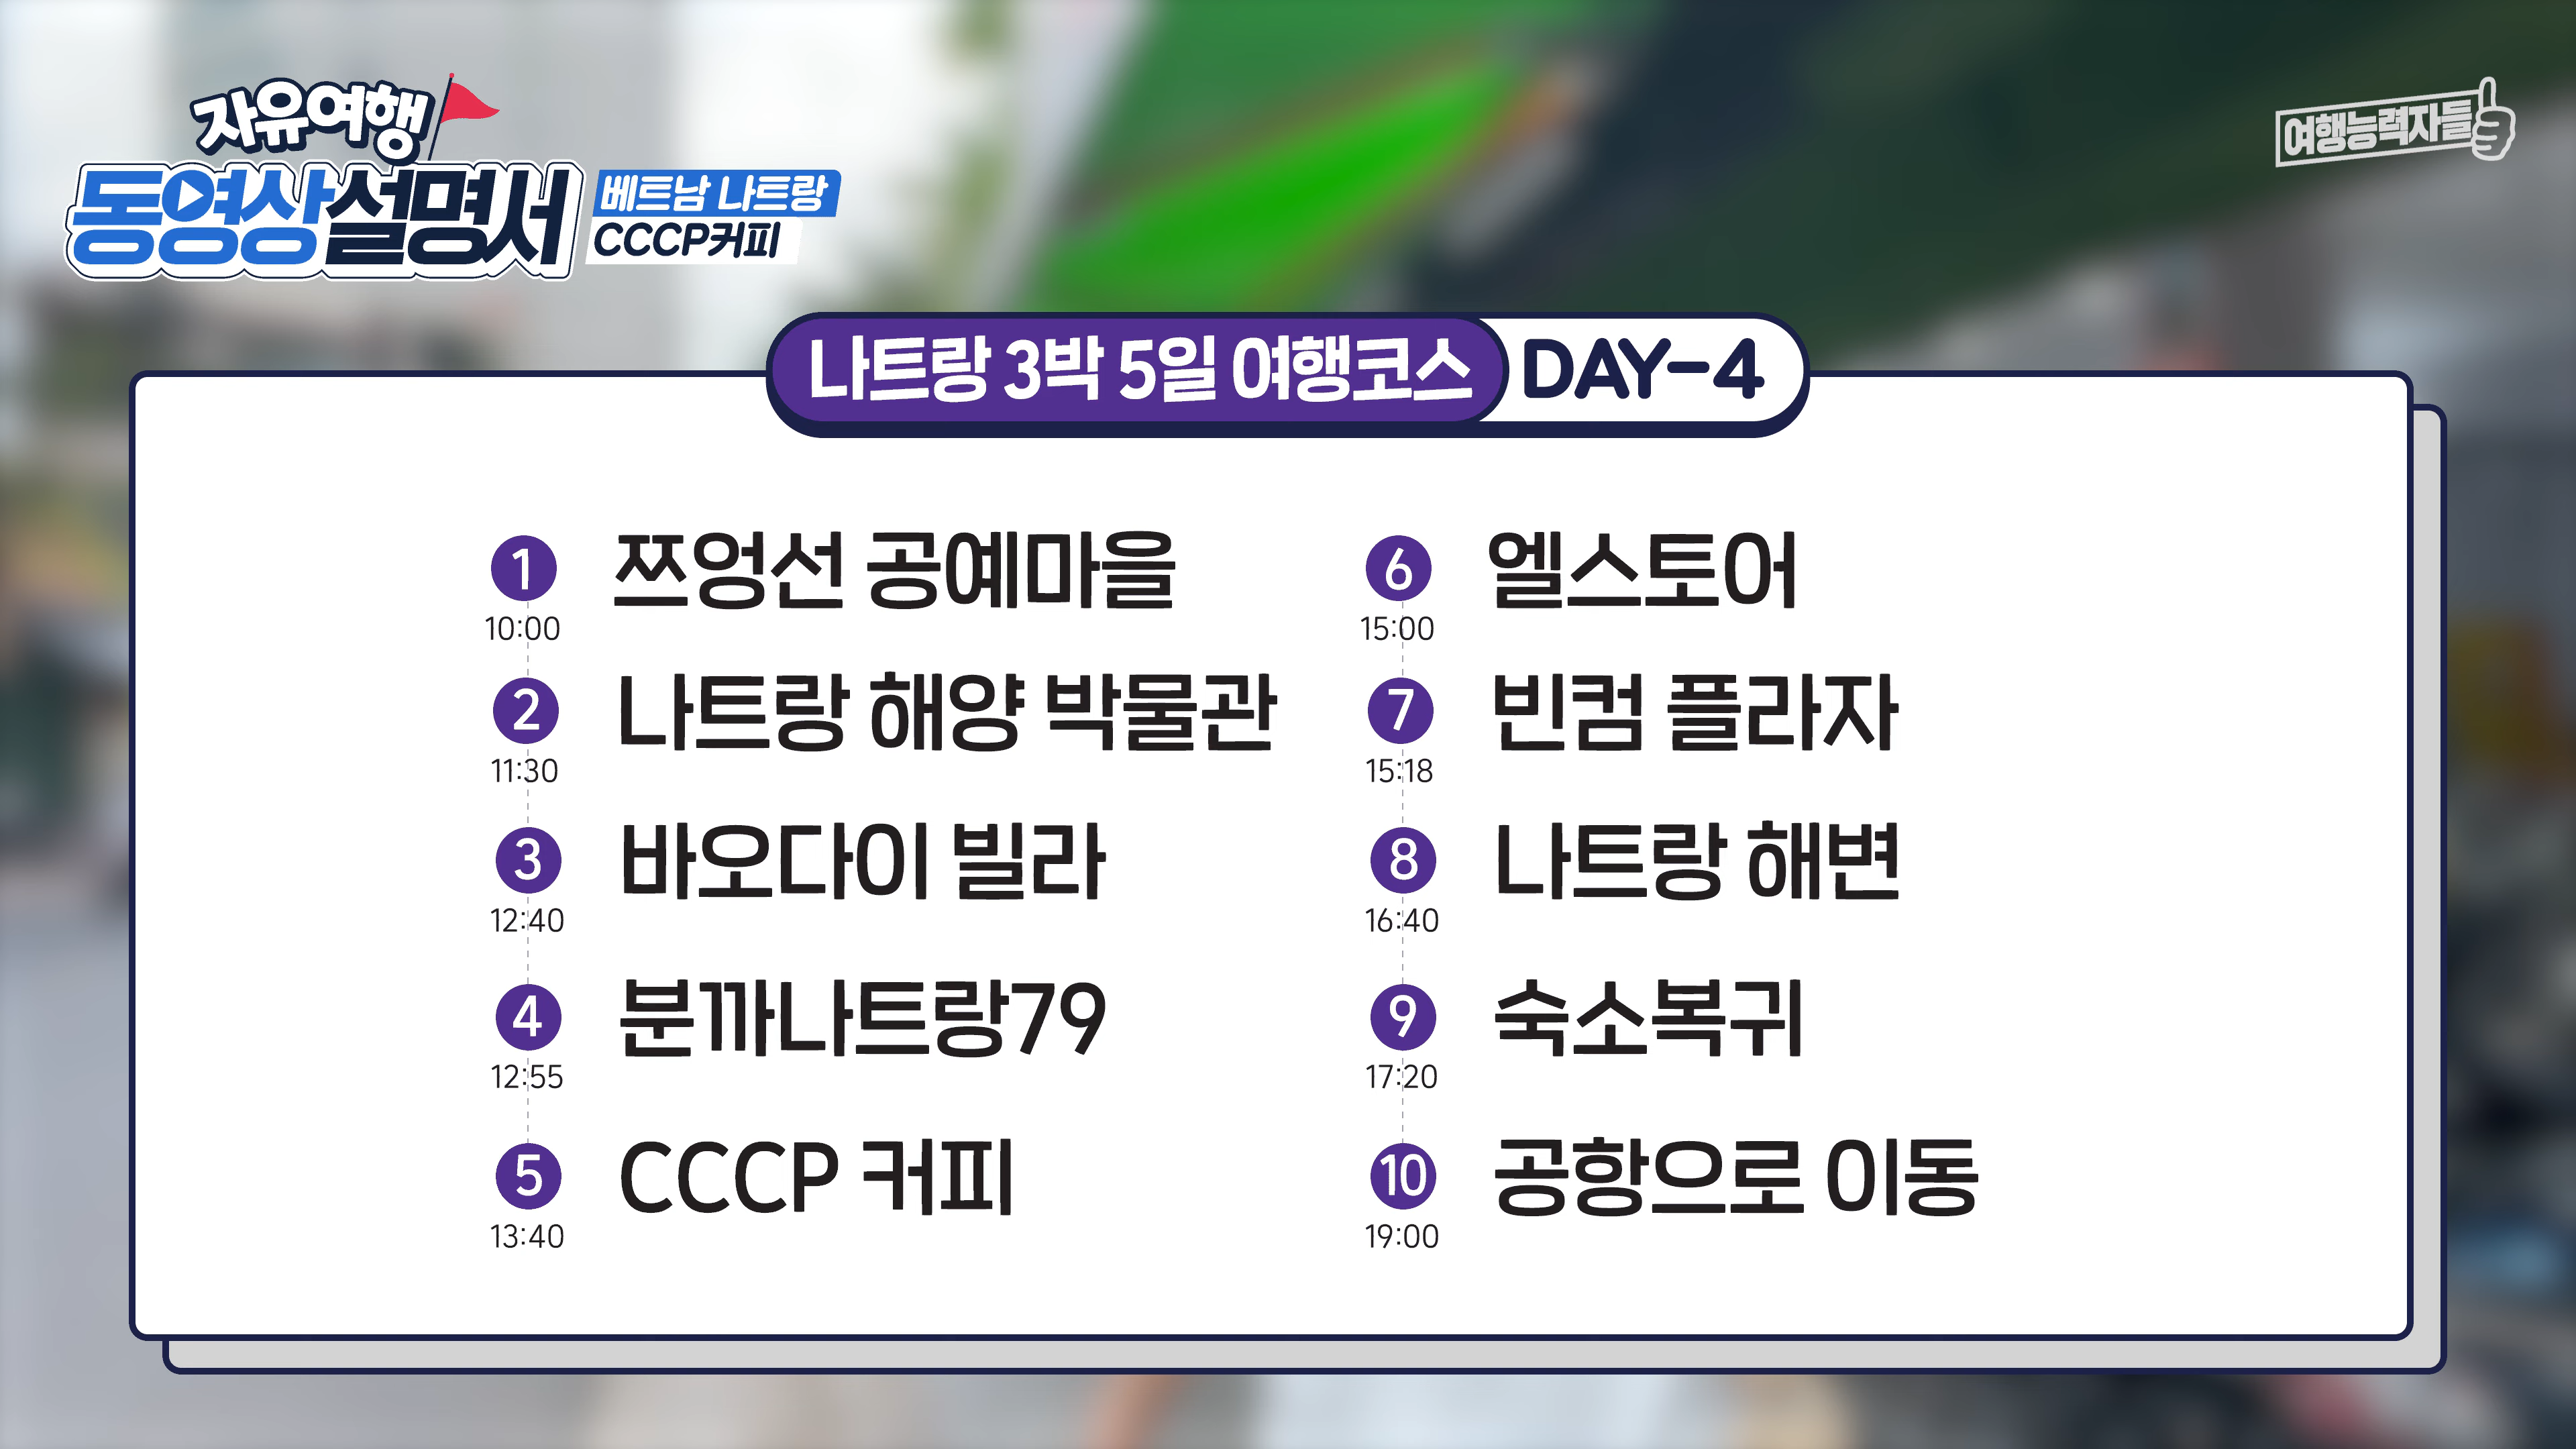 자유여행
동영상설명서
베트남 나트랑
CCCP커피
여행능력자들
나트랑 3박 5일 여행코스 DAY-4
1 쯔엉선 공예마을
10:00
2 나트랑 해양 박물관
11:30
3 바오다이 빌라
12:40
4 분까나트랑79
12:55
5 CCCP 커피
13:40
6 엘스토어
15:00
7 빈컴 플라자
15:18
8 나트랑 해변
16:40
9 숙소복귀
17:20
10 공항으로 이동
19:00